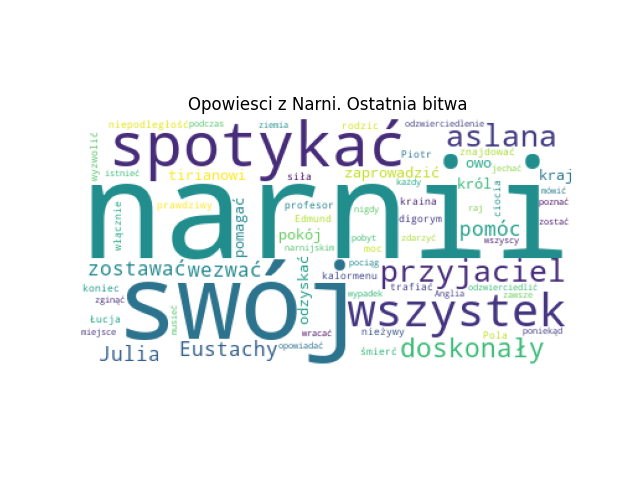 Opowiesci z Narni. Ostatnia bitwa
niepodległość podczas ziemia rodzic odzwierciedlenie
wyzwolić spotykać Piotr aslana
znajdować
istnieć tirianowi siła zaprowadzić owo jechać kraj
każdy król mówić
narnii
włącznie prawdziwy pomagać profesor Edmund nigdy kraina raj ciocia poznać
digorym pomóc zostać
pokój narnijskim pobyt zdarzyć wszyscy
moc
zostawać wezwać odzyskać pociąg kalormenu przyjaciel
koniec trafiać Anglia odzwierciedlić zawsze
zginąć swój wypadek wszystek
Łucja musieć
miejsce wracać nieżywy Pola poniekąd
Julia Eustachy opowiadać śmierć doskonały